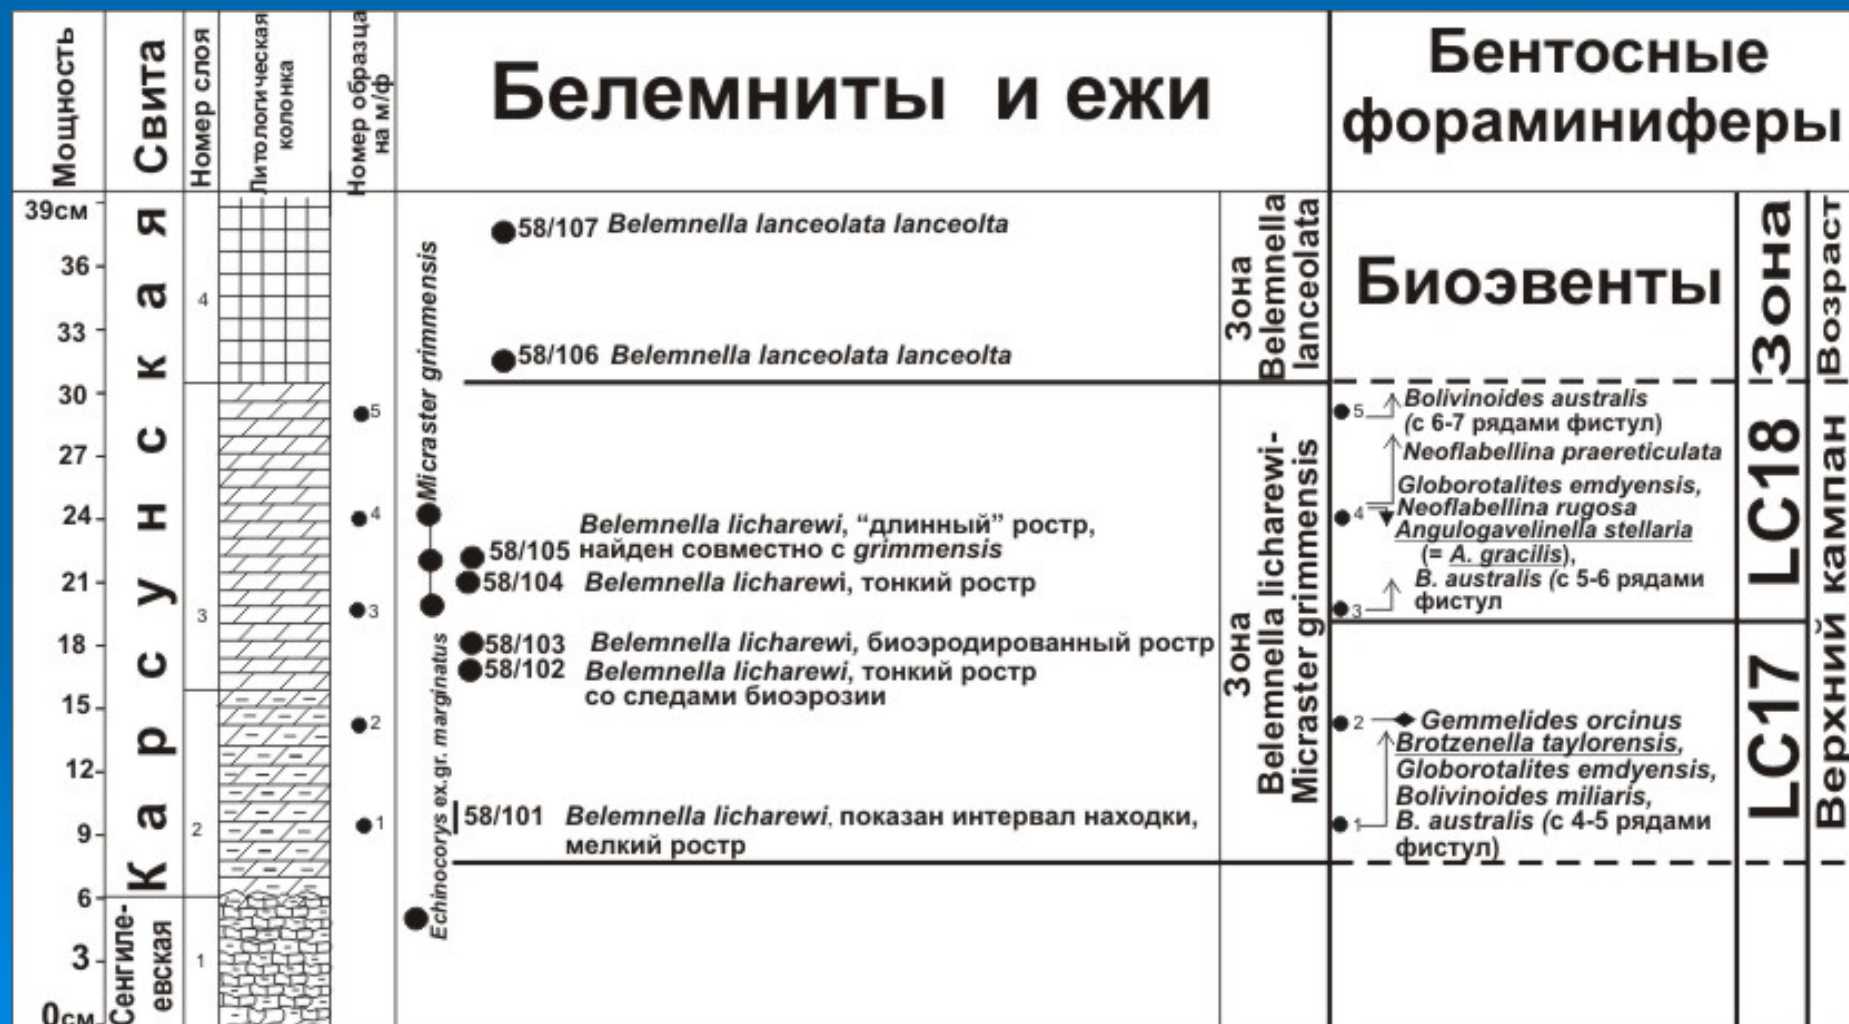 Мощность
Свита
Номер слоя
Литологическая
колонка
Номер образца
на м/ф
Белемниты и ежи
Бентосные
фораминиферы
39см
36
33
30
27
24
21
18
15
12
9
6
3
0см
Карсунская
Сенгиле-
евская
4
3
2
1
5
4
3
2
1
Micraster grimmensis
Echinocorys ex.gr. marginatus
58/107 Belemnella lanceolata lanceolta
58/106 Belemnella lanceolata lanceolta
Belemnella licharewi, “длинный” ростр,
58/105 найден совместно с grimmensis
58/104 Belemnella licharewi, тонкий ростр
58/103 Belemnella licharewi, биоэродированный ростр
58/102 Belemnella licharewi, тонкий ростр
со следами биоэрозии
58/101 Belemnella licharewi, показан интервал находки,
мелкий ростр
Зона
Belemnella
lanceolata
Зона
Belemnella licharewi-
Micraster grimmensis
Биоэвенты
5 Bolivinoides australis
(с 6-7 рядами фистул)
Neoflabellina praereticulata
Globorotalites emdyensis,
4 Neoflabellina rugosa
Angulogavelinella stellaria
(= A. gracilis),
B. australis (с 5-6 рядами
3 фистул
2 Gemmelides orcinus
Brotzenella taylorensis,
Globorotalites emdyensis,
Bolivinoides miliaris,
1 B. australis (с 4-5 рядами
фистул)
Зона
LC18
LC17
Возраст
Верхний кампан